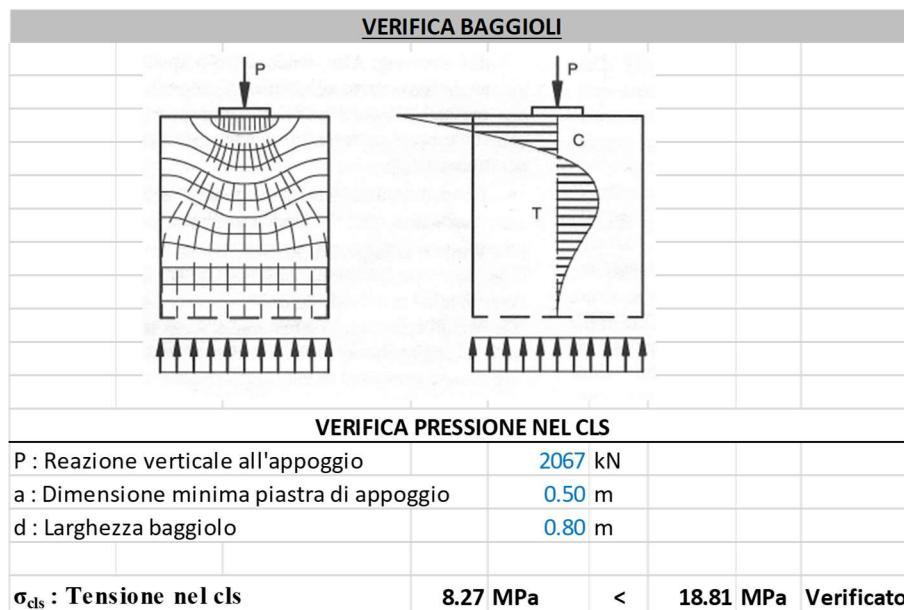 VERIFICA BAGGIOLI
P P
C
T
VERIFICA PRESSIONE NEL CLS
P : Reazione verticale all'appoggio 2067 kN
a : Dimensione minima piastra di appoggio 0.50 m
d : Larghezza baggiolo 0.80 m
σcls : Tensione nel cls 8.27 MPa < 18.81 MPa Verificato